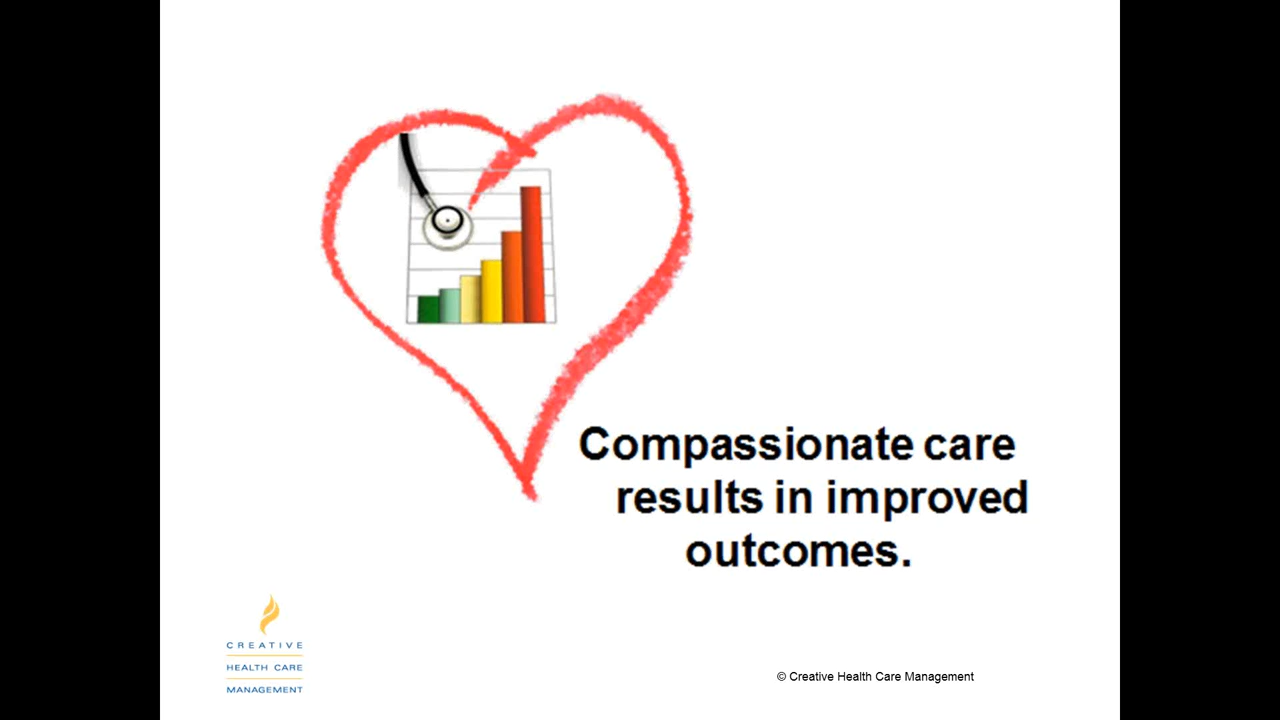 Compassionate care
results in improved
outcomes.
CREATIVE
HEALTH CARE
MANAGEMENT
© Creative Health Care Management